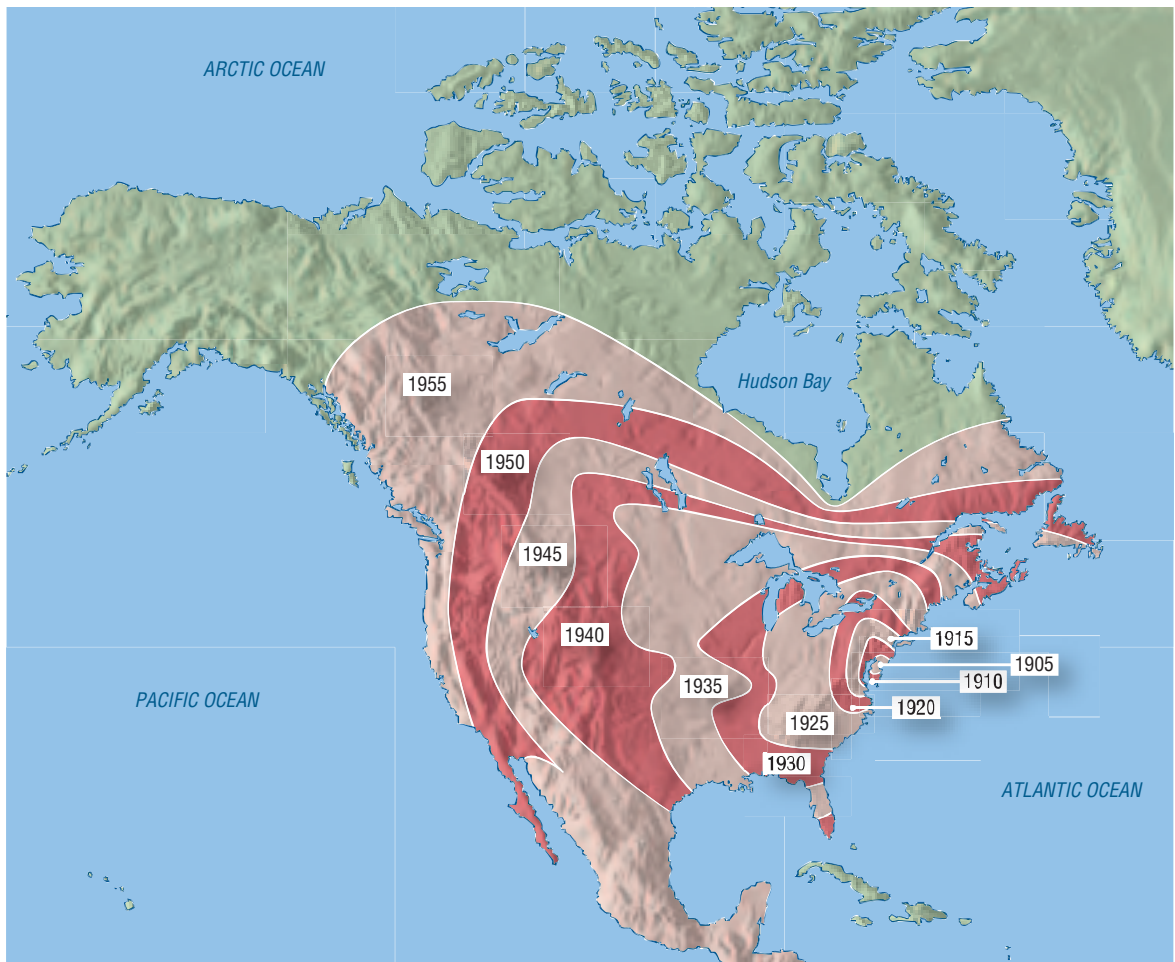 ARCTIC OCEAN
Hudson Bay
1955
1950
1945
1940
1915
1905
1910
1935
1920
1925
1930
PACIFIC OCEAN
ATLANTIC OCEAN